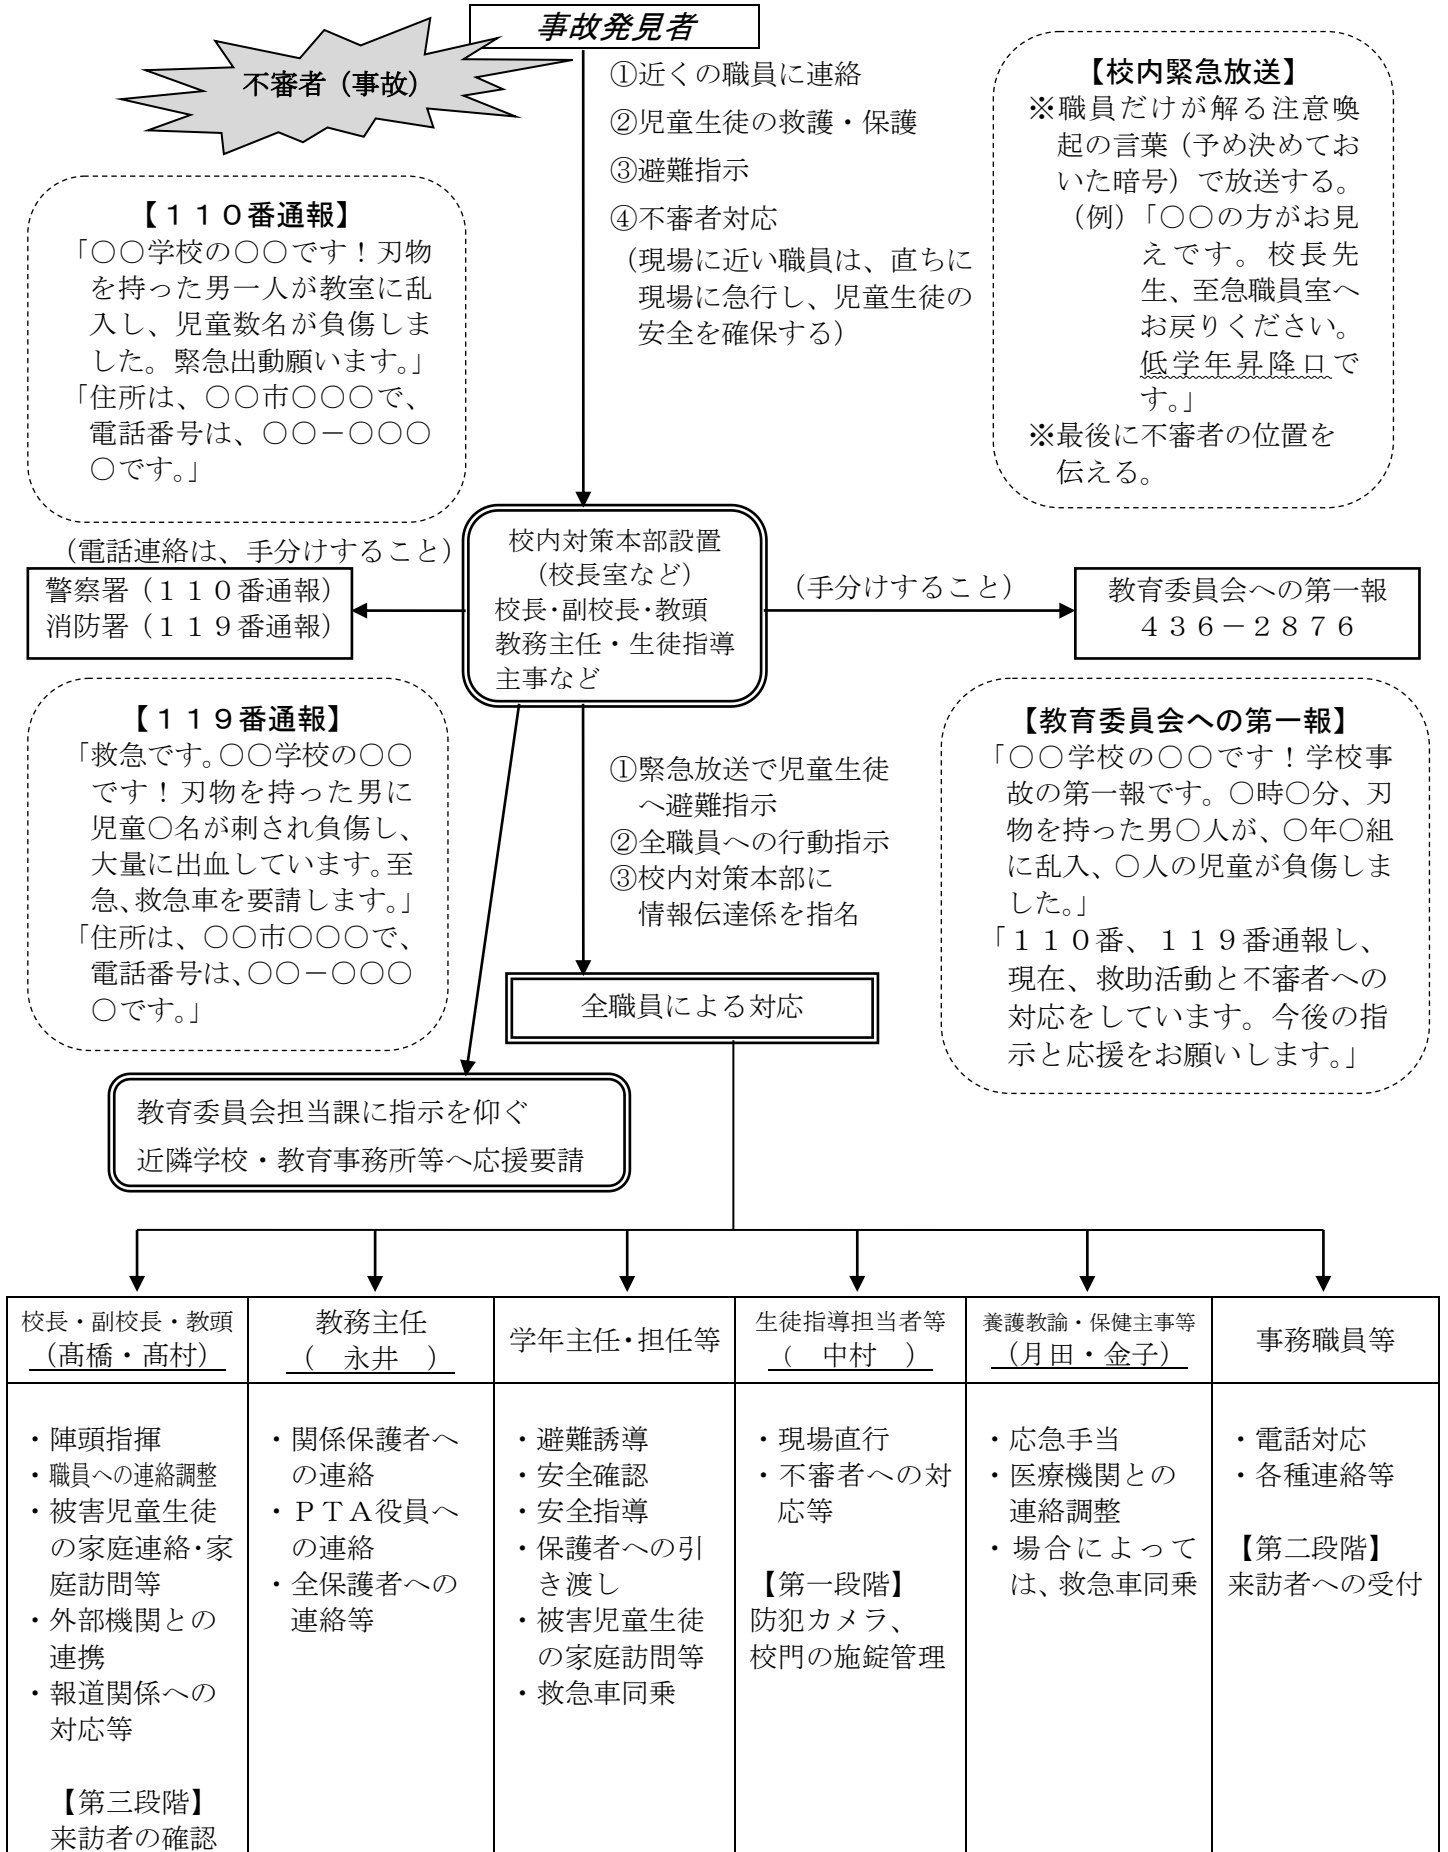 事故発見者
不審者（事故）
①近くの職員に連絡
②児童生徒の救護・保護
③避難指示
④不審者対応
（現場に近い職員は、直ちに
現場に急行し、児童生徒の
安全を確保する）
【校内緊急放送】
※職員だけが解る注意喚
起の言葉（予め決めてお
いた暗号）で放送する。
（例）「〇〇の方がお見
えです。校長先
生、至急職員室へ
お戻りください。
低学年昇降口で
す。」
※最後に不審者の位置を
伝える。
【１１０番通報】
「〇〇学校の〇〇です！刃物
を持った男一人が教室に乱
入し、児童数名が負傷しま
した。緊急出動願います。」
「住所は、〇〇市〇〇〇で、
電話番号は、〇〇－〇〇〇
〇です。」
（電話連絡は、手分けすること）
警察署（１１０番通報）
消防署（１１９番通報）
校内対策本部設置
（校長室など）
校長・副校長・教頭
教務主任・生徒指導
主事など
（手分けすること）
教育委員会への第一報
４３６－２８７６
【１１９番通報】
「救急です。〇〇学校の〇〇
です！刃物を持った男に
児童〇名が刺され負傷し、
大量に出血しています。至
急、救急車を要請します。」
「住所は、〇〇市〇〇〇で、
電話番号は、〇〇－〇〇〇
〇です。」
①緊急放送で児童生徒
へ避難指示
②全職員への行動指示
③校内対策本部に
情報伝達係を指名
【教育委員会への第一報】
「〇〇学校の〇〇です！学校事
故の第一報です。〇時〇分、刃
物を持った男〇人が、〇年〇組
に乱入、〇人の児童が負傷しま
した。」
「１１０番、１１９番通報し、
現在、救助活動と不審者への
対応をしています。今後の指
示と応援をお願いします。」
全職員による対応
教育委員会担当課に指示を仰ぐ
近隣学校・教育事務所等へ応援要請
校長・副校長・教頭
（髙橋・髙村）
・陣頭指揮
・職員への連絡調整
・被害児童生徒
の家庭連絡・家
庭訪問等
・外部機関との
連携
・報道関係への
対応等
【第三段階】
来訪者の確認
教務主任
（　永井　）
・関係保護者へ
の連絡
・ＰＴＡ役員へ
の連絡
・全保護者への
連絡等
学年主任・担任等
・避難誘導
・安全確認
・安全指導
・保護者への引
き渡し
・被害児童生徒
の家庭訪問等
・救急車同乗
生徒指導担当者等
（　中村　）
・現場直行
・不審者への対
応等
【第一段階】
防犯カメラ、
校門の施錠管理
養護教諭・保健主事等
（月田・金子）
・応急手当
・医療機関との
連絡調整
・場合によって
は、救急車同乗
事務職員等
・電話対応
・各種連絡等
【第二段階】
来訪者への受付